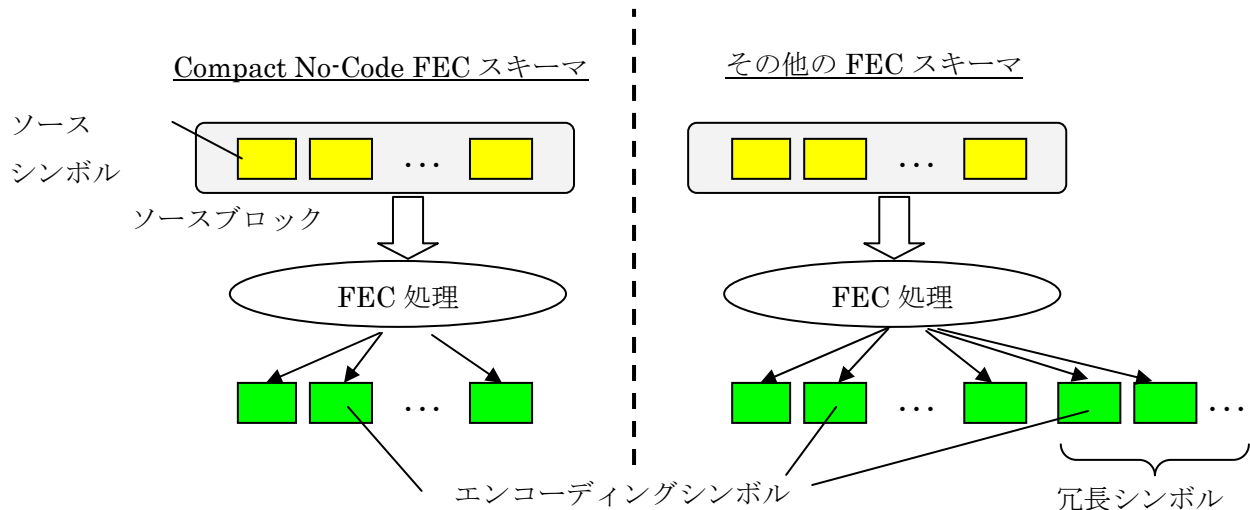 Compact No-Code FEC スキーマ
その他の FEC スキーマ
ソース
シンボル
…
…
ソースブロック
FEC 処理
FEC 処理
…
…
…
エンコーディングシンボル
冗長シンボル